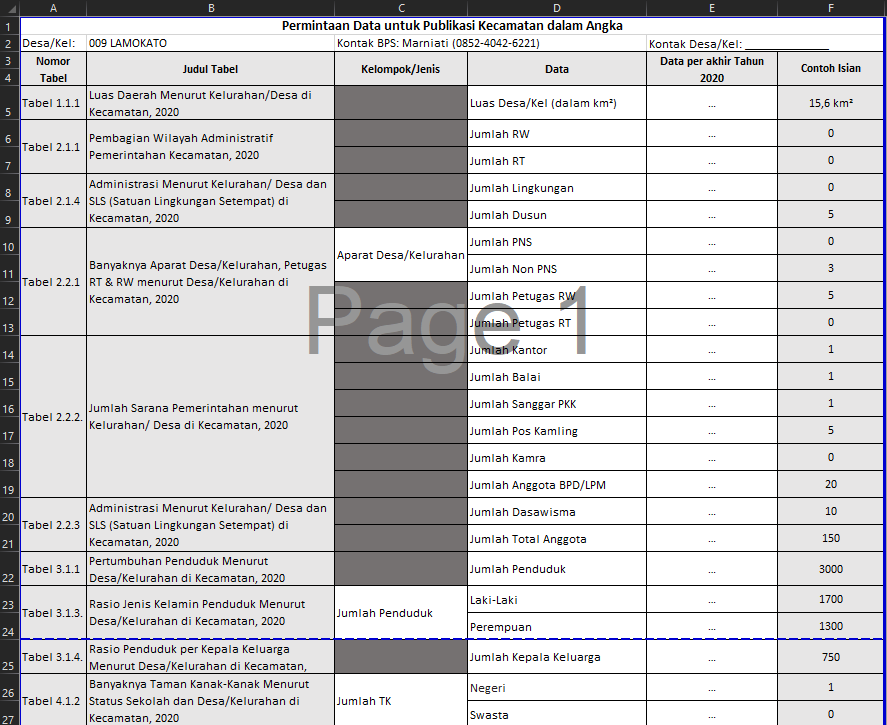 A B C D E F
1 Permintaan Data untuk Publikasi Kecamatan dalam Angka
2 Desa/Kel: 009 LAMOKATO Kontak BPS: Marniati (0852-4042-6221) Kontak Desa/Kel: _______________
3 Nomor Judul Tabel Kelompok/Jenis Data Data per akhir Tahun Contoh Isian
4 Tabel 2020
5 Tabel 1.1.1 Luas Daerah Menurut Kelurahan/Desa di Luas Desa/Kel (dalam km²) ... 15,6 km²
Kecamatan, 2020
6 Tabel 2.1.1 Pembagian Wilayah Administratif Jumlah RW ... 0
7 Pemerintahan Kecamatan, 2020 Jumlah RT ... 0
8 Tabel 2.1.4 Administrasi Menurut Kelurahan/ Desa dan Jumlah Lingkungan ... 0
SLS (Satuan Lingkungan Setempat) di
9 Kecamatan, 2020 Jumlah Dusun ... 5
10 Aparat Desa/Kelurahan Jumlah PNS ... 0
11 Tabel 2.2.1 Banyaknya Aparat Desa/Kelurahan, Petugas Jumlah Non PNS ... 3
RT & RW menurut Desa/Kelurahan di
12 Kecamatan, 2020 Jumlah Petugas RW ... 5
13 Jumlah Petugas RT ... 0
Page 1
14 Jumlah Kantor ... 1
15 Jumlah Balai ... 1
16 Tabel 2.2.2. Jumlah Sarana Pemerintahan menurut Jumlah Sanggar PKK ... 1
17 Kelurahan/ Desa di Kecamatan, 2020 Jumlah Pos Kamling ... 5
18 Jumlah Kamra ... 0
19 Jumlah Anggota BPD/LPM ... 20
20 Tabel 2.2.3 Administrasi Menurut Kelurahan/ Desa dan Jumlah Dasawisma ... 10
SLS (Satuan Lingkungan Setempat) di
21 Kecamatan, 2020 Jumlah Total Anggota ... 150
22 Tabel 3.1.1 Pertumbuhan Penduduk Menurut Jumlah Penduduk ... 3000
Desa/Kelurahan di Kecamatan, 2020
23 Tabel 3.1.3. Rasio Jenis Kelamin Penduduk Menurut Jumlah Penduduk Laki-Laki ... 1700
24 Desa/Kelurahan di Kecamatan, 2020 Perempuan ... 1300
25 Tabel 3.1.4. Rasio Penduduk per Kepala Keluarga Jumlah Kepala Keluarga ... 750
Menurut Desa/Kelurahan di Kecamatan,
26 Tabel 4.1.2 Banyaknya Taman Kanak-Kanak Menurut Jumlah TK Negeri ... 1
Status Sekolah dan Desa/Kelurahan di
27 Kecamatan, 2020 Swasta ... 0